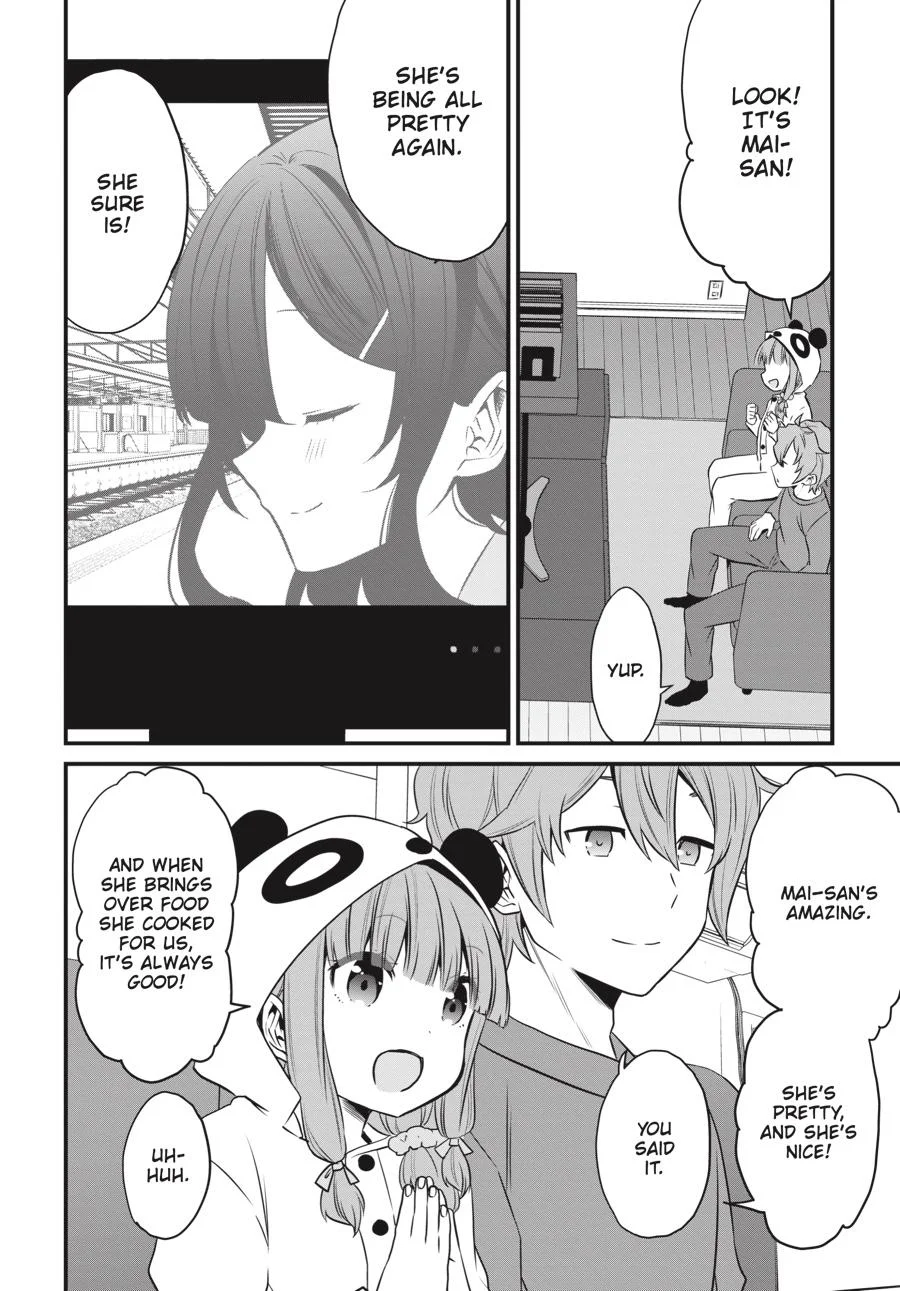 LOOK!
IT'S
MAI-
SAN!
YUP.
SHE'S
BEING ALL
PRETTY
AGAIN.
SHE
SURE
IS!
MAI-SAN'S
AMAZING.
SHE'S
PRETTY,
AND SHE'S
NICE!
YOU
SAID
IT.
AND WHEN
SHE BRINGS
OVER FOOD
SHE COOKED
FOR US,
IT'S ALWAYS
GOOD!
UH-
HUH.